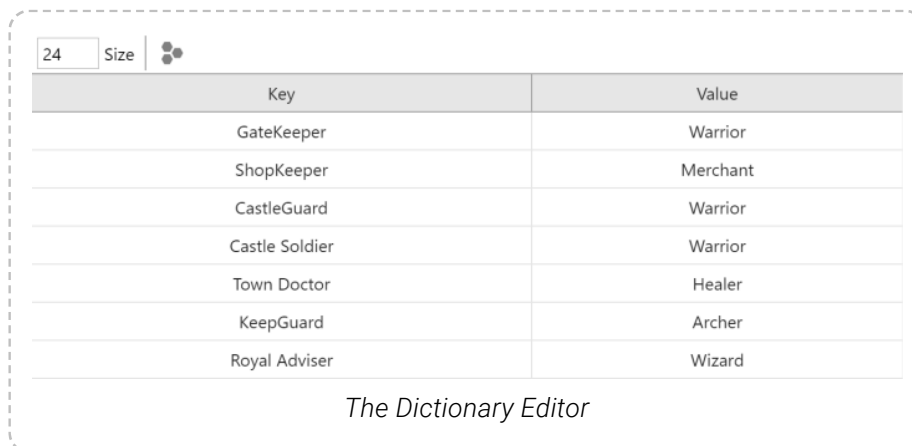 24 Size
Key Value
GateKeeper Warrior
ShopKeeper Merchant
CastleGuard Warrior
Castle Soldier Warrior
Town Doctor Healer
KeepGuard Archer
Royal Adviser Wizard
The Dictionary Editor